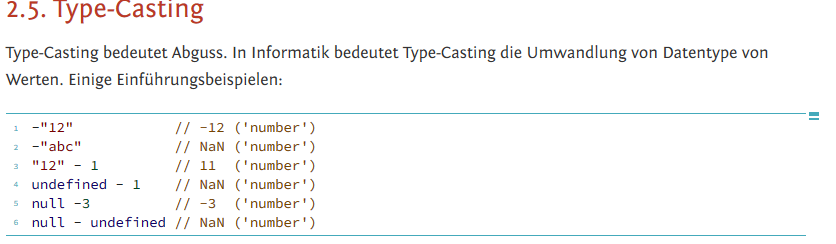 2.5. Type-Casting
Type-Casting bedeutet Abguss. In Informatik bedeutet Type-Casting die Umwandlung von Datentype von
Werten. Einige Einführungsbeispielen:
1 -"12" // -12 ('number')
2 -"abc" // NaN ('number')
3 "12" - 1 // 11 ('number')
4 undefined - 1 // NaN ('number')
5 null -3 // -3 ('number')
6 null - undefined // NaN ('number')